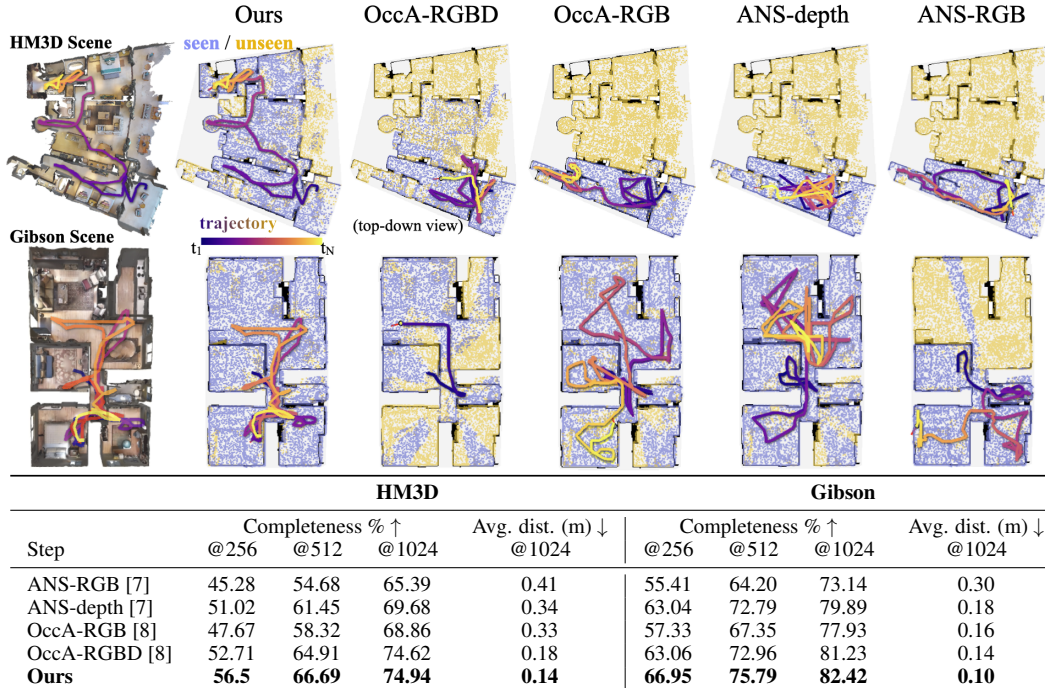 Ours OccA-RGBD OccA-RGB ANS-depth ANS-RGB
HM3D Scene
seen / unseen
trajectory
(top-down view)
Gibson Scene
t1 tN
HM3D Gibson
Completeness % ↑ Avg. dist. (m) ↓ Completeness % ↑ Avg. dist. (m) ↓
Step @256 @512 @1024 @1024 @256 @512 @1024 @1024
ANS-RGB [7] 45.28 54.68 65.39 0.41 55.41 64.20 73.14 0.30
ANS-depth [7] 51.02 61.45 69.68 0.34 63.04 72.79 79.89 0.18
OccA-RGB [8] 47.67 58.32 68.86 0.33 57.33 67.35 77.93 0.16
OccA-RGBD [8] 52.71 64.91 74.62 0.18 63.06 72.96 81.23 0.14
Ours 56.5 66.69 74.94 0.14 66.95 75.79 82.42 0.10